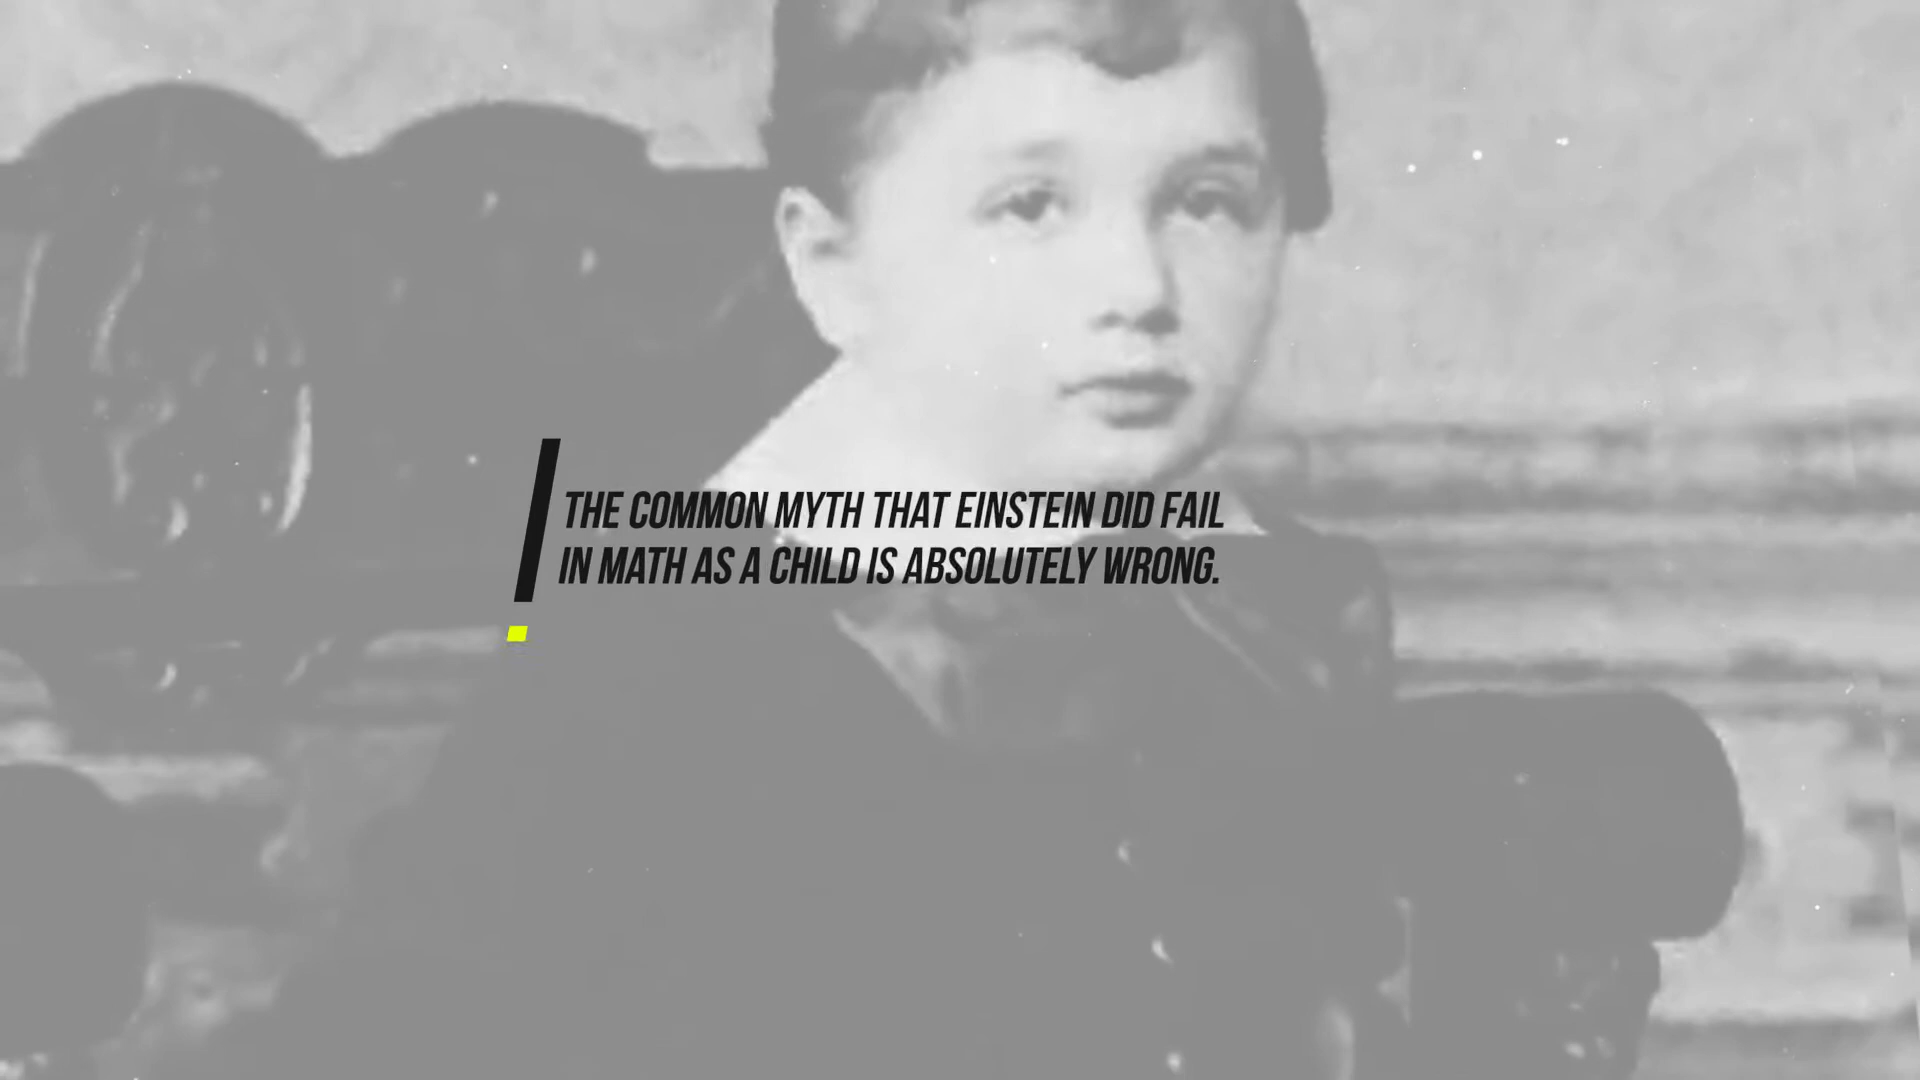 THE COMMON MYTH THAT EINSTEIN DID FAIL
IN MATH AS A CHILD IS ABSOLUTELY WRONG.